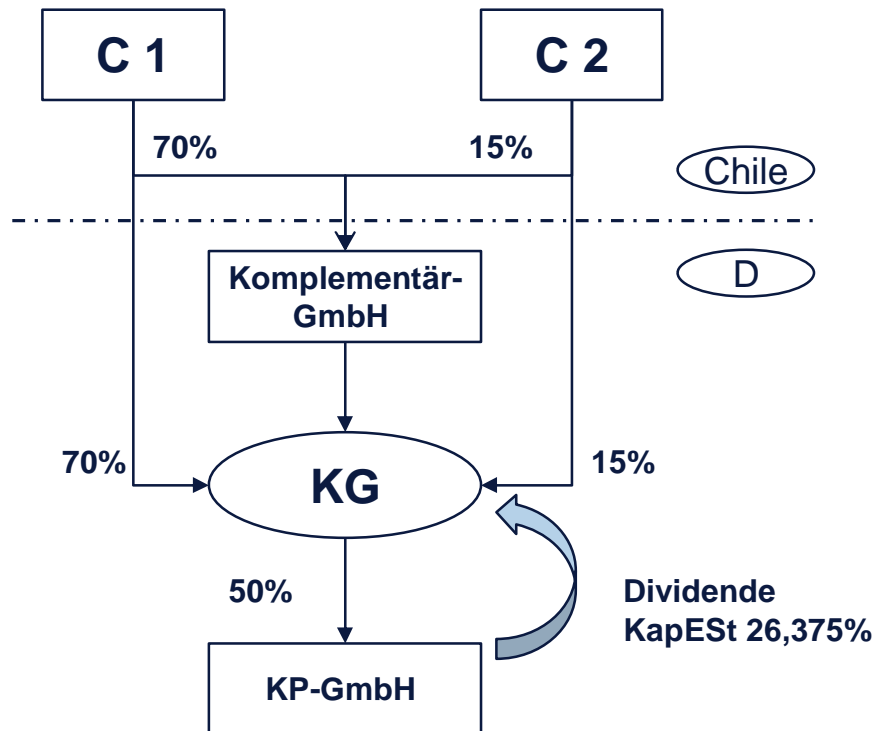 C 1
C 2
70%
15%
Chile
D
Komplementär-
GmbH
70%
15%
KG
50%
Dividende
KapESt 26,375%
KP-GmbH